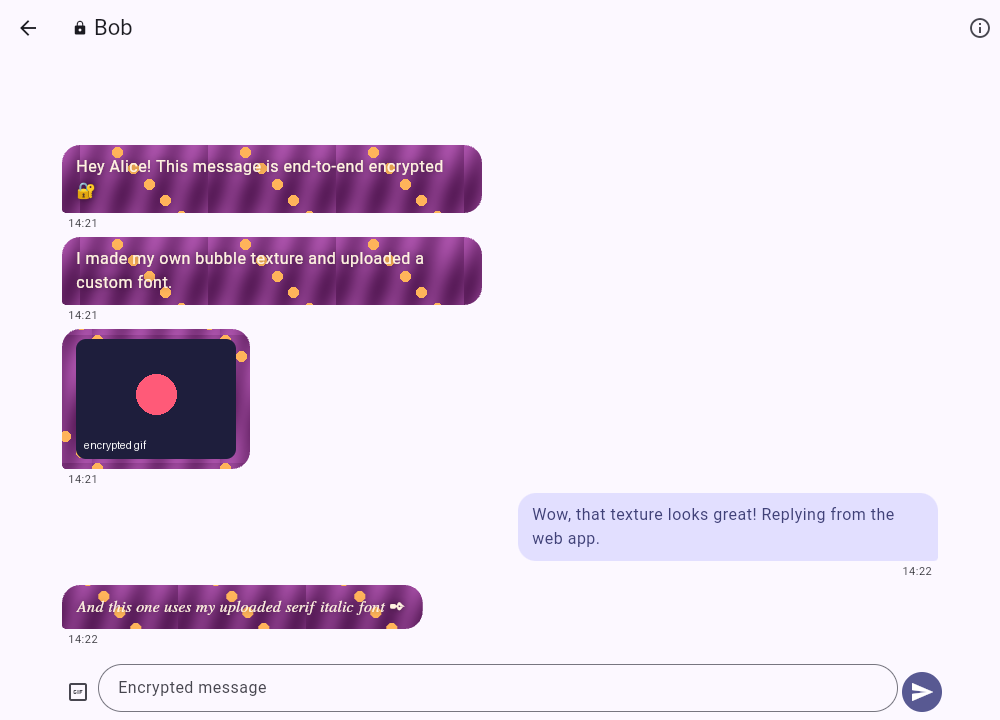 Bob
Hey Alice! This message is end-to-end encrypted
🔐
14:21
I made my own bubble texture and uploaded a
custom font.
14:21
encrypted gif
14:21
Wow, that texture looks great! Replying from the
web app.
14:22
And this one uses my uploaded serif italic font ✒
14:22
GIF
Encrypted message